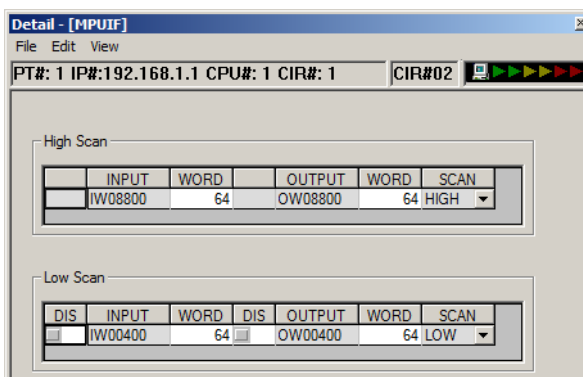 Detail - [MPUIF]
File Edit View
PT#: 1 IP#:192.168.1.1 CPU#: 1 CIR#: 1 CIR#02
High Scan
INPUT WORD OUTPUT WORD SCAN
IW08800 64 OW08800 64 HIGH
Low Scan
DIS INPUT WORD DIS OUTPUT WORD SCAN
IW00400 64 OW00400 64 LOW